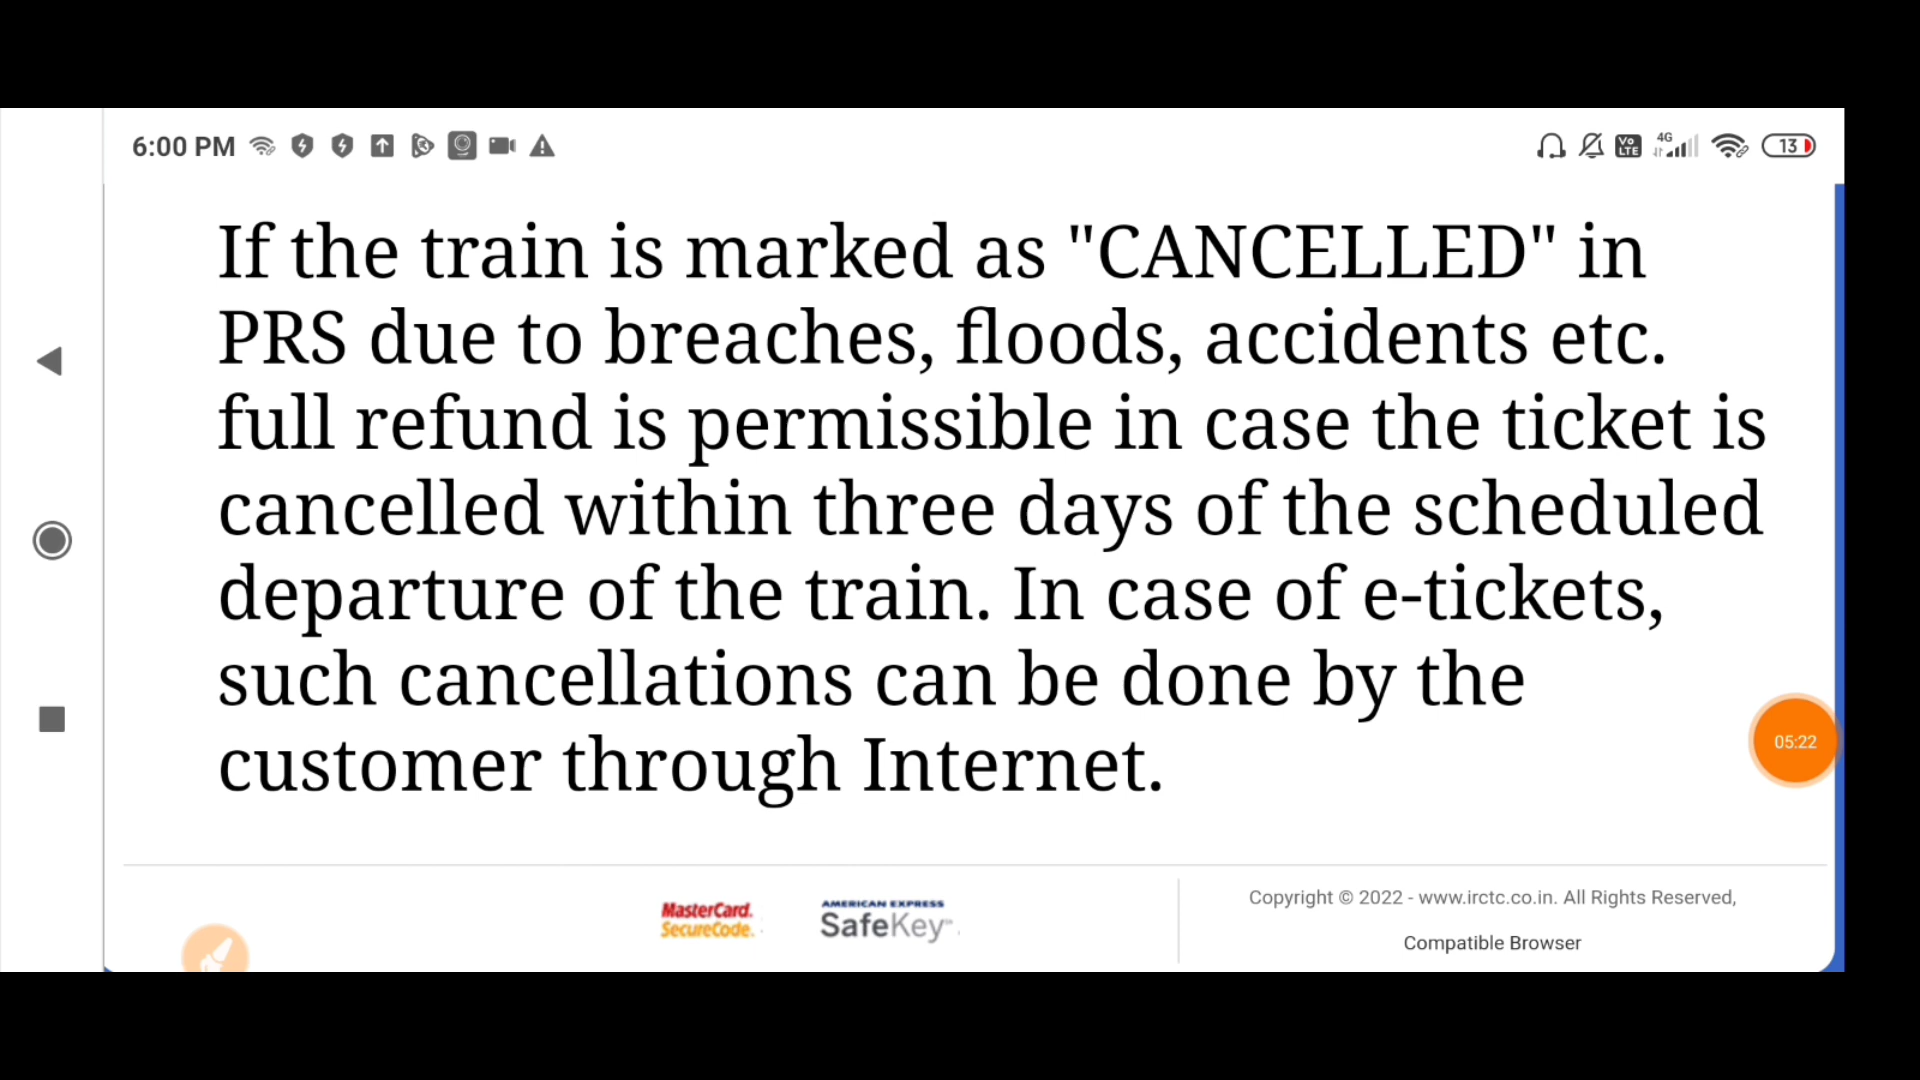 6:00 PM
Vo LTE 4G 13
If the train is marked as "CANCELLED" in
PRS due to breaches, floods, accidents etc.
full refund is permissible in case the ticket is
cancelled within three days of the scheduled
departure of the train. In case of e-tickets,
such cancellations can be done by the
customer through Internet.
05:22
MasterCard.
SecureCode.
AMERICAN EXPRESS
SafeKey
Copyright © 2022 - www.irctc.co.in. All Rights Reserved,
Compatible Browser